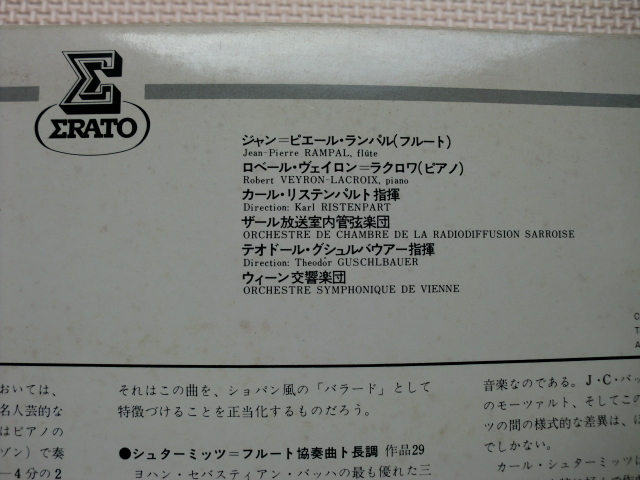 ΣRATO
ジャン=ピエール・ランパル(フルート)
Jean-Pierre RAMPAL, flûte
ロベール・ヴェイロン=ラクロワ(ピアノ)
Robert VEYRON-LACROIX, piano
カール・リステンパルト指揮
Direction: Karl RISTENPART
ザール放送室内管弦楽団
ORCHESTRE DE CHAMBRE DE LA RADIODIFFUSION SARROISE
テオドール・グシュルバウアー指揮
Direction: Theodor GUSCHLBAUER
ウィーン交響楽団
ORCHESTRE SYMPHONIQUE DE VIENNE
C
T
A
おいては、
名人芸的な
はピアノの
ゾン)で奏
―4分の2
それはこの曲を、ショパン風の「バラード」として
特徴づけることを正当化するものだろう。
●シュターミッツ=フルート協奏曲ト長調 作品29
ヨハン・セバスティアン・バッハの最も優れた三
音楽なのである。J・C・バッ
のモーツァルト、そしてこの
ツの間の様式的な差異は、ほ
でしかない。
カール・シュターミッツは